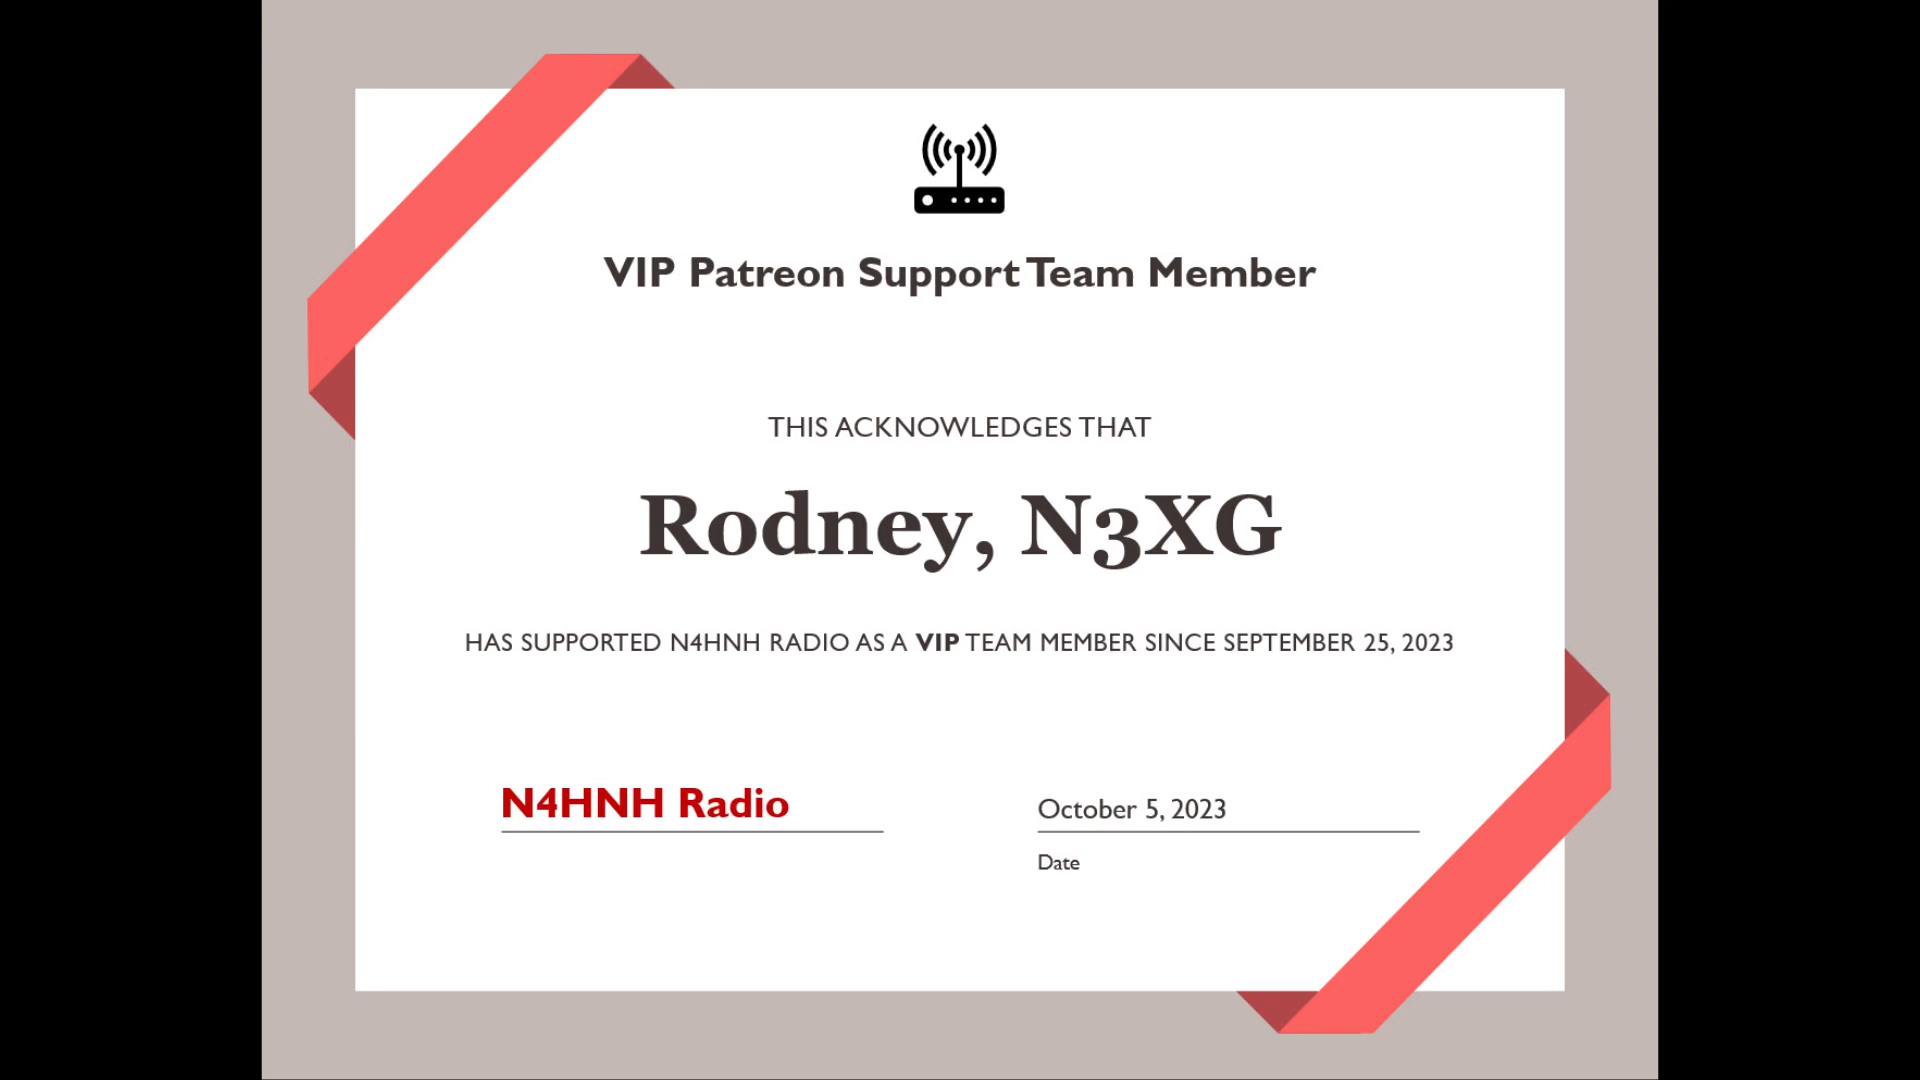 VIP Patreon Support Team Member
THIS ACKNOWLEDGES THAT
Rodney, N3XG
HAS SUPPORTED N4HNH RADIO AS A VIP TEAM MEMBER SINCE SEPTEMBER 25, 2023
N4HNH Radio
October 5, 2023
Date